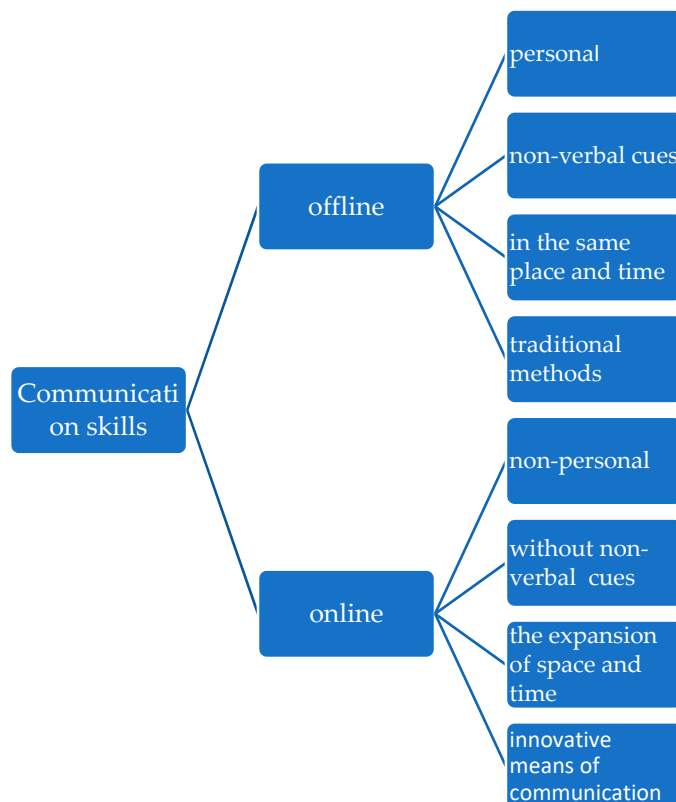 personal
non-verbal cues
offline
in the same
place and time
traditional
methods
Communicati
on skills
non-personal
without non-
verbal cues
online
the expansion
of space and
time
innovative
means of
communication